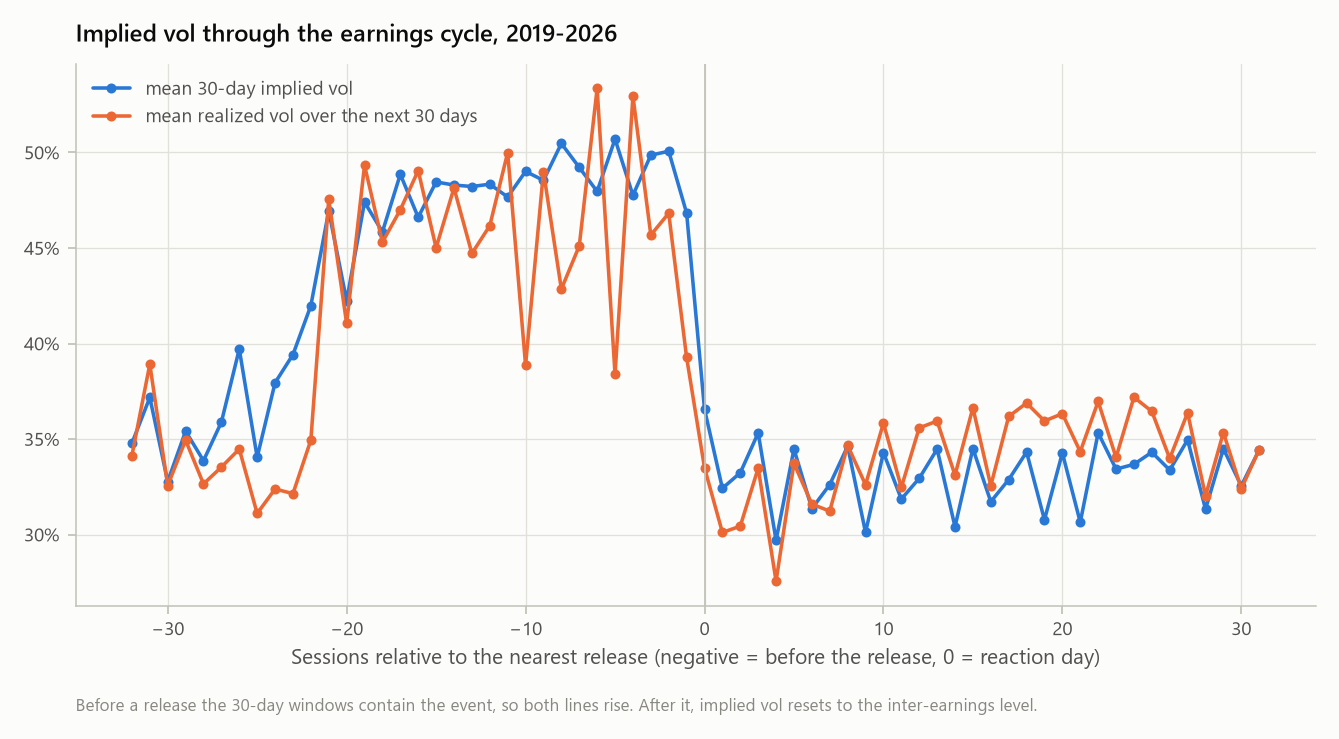 Implied vol through the earnings cycle, 2019-2026
mean 30-day implied vol
mean realized vol over the next 30 days
50%
45%
40%
35%
30%
−30 −20 −10 0 10 20 30
Sessions relative to the nearest release (negative = before the release, 0 = reaction day)
Before a release the 30-day windows contain the event, so both lines rise. After it, implied vol resets to the inter-earnings level.